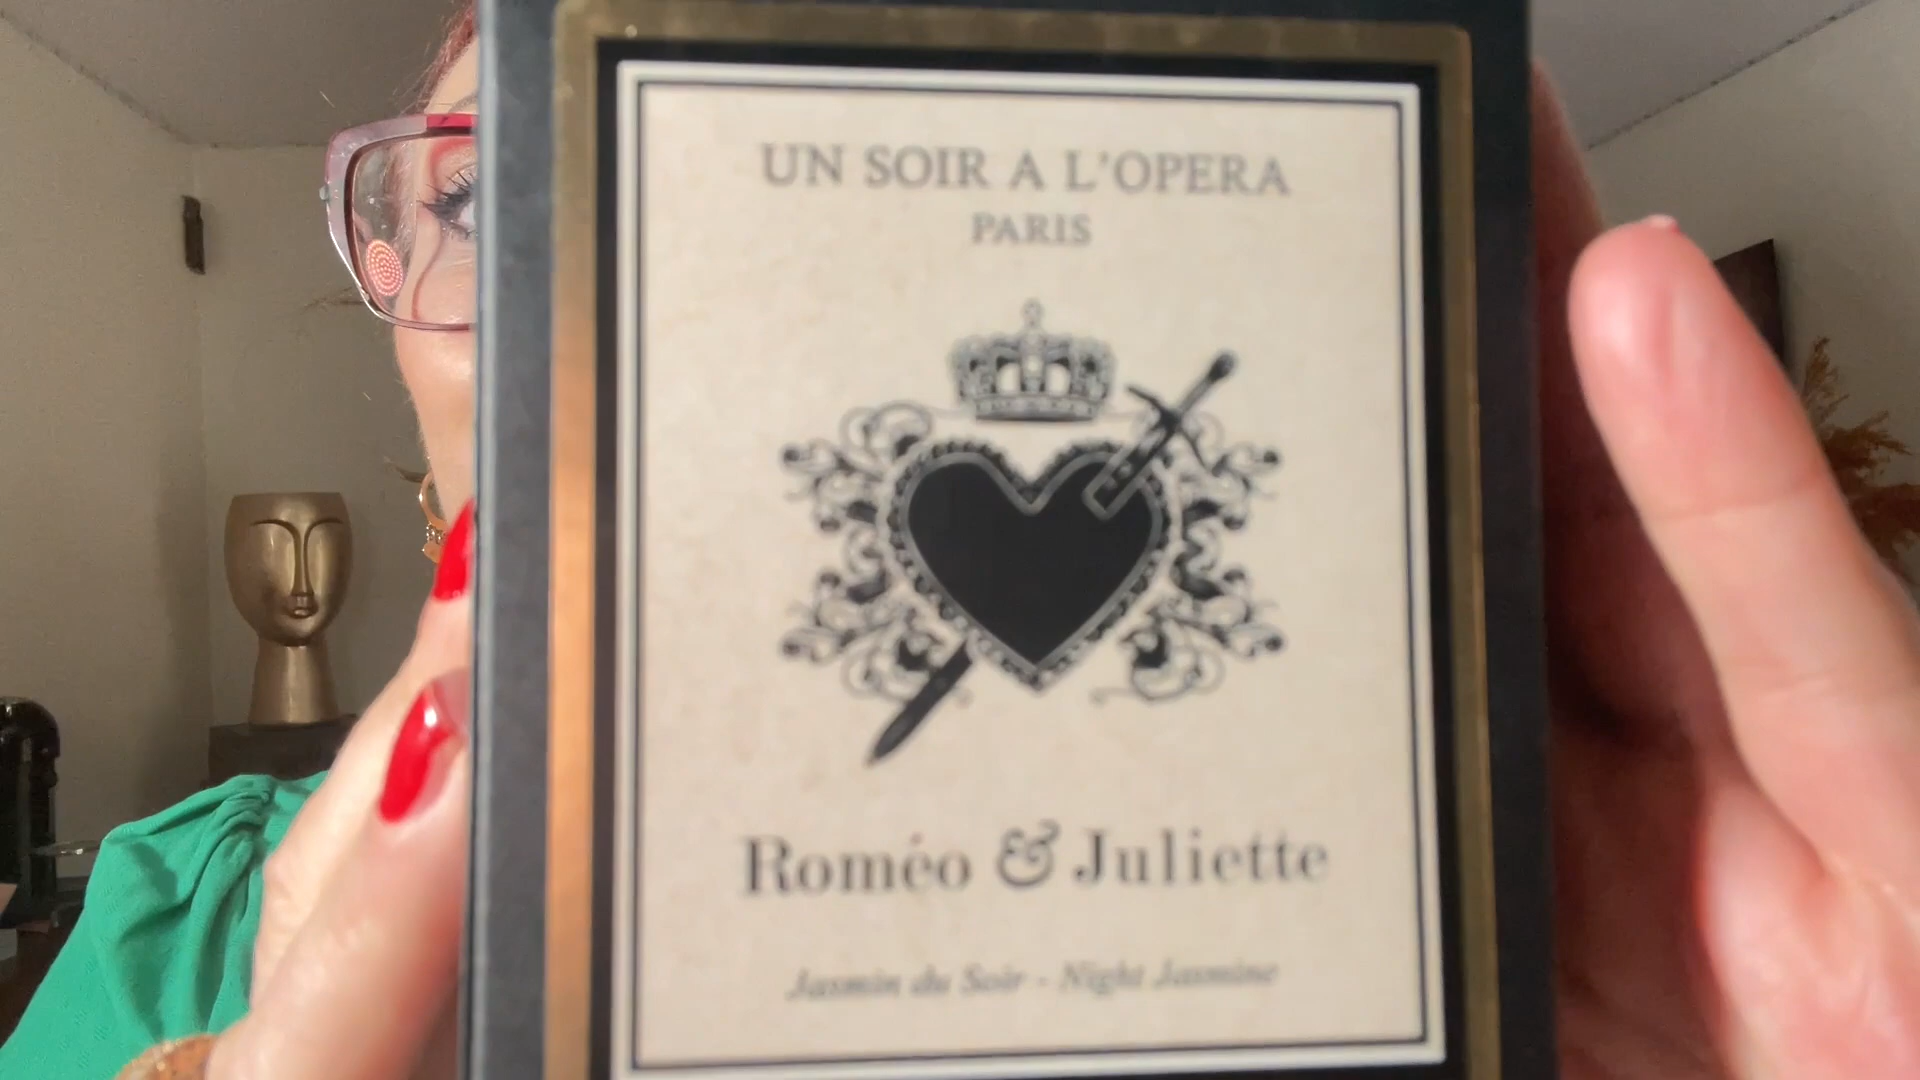 UN SOIR A L'OPERA
PARIS
Roméo & Juliette
Jasmin du Soir - Night Jasmine